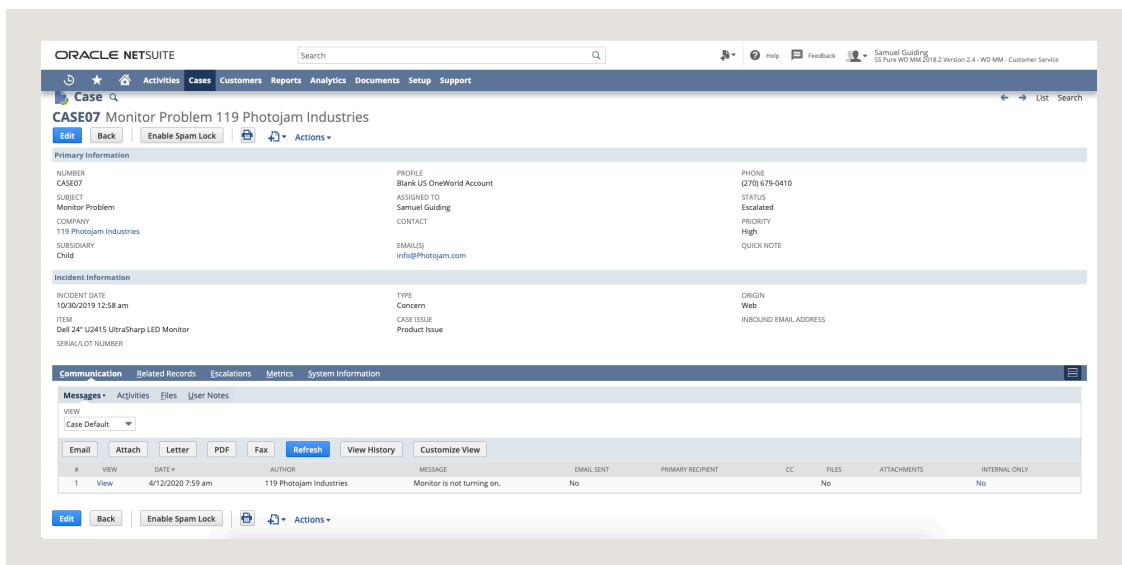 ORACLE NETSUITE
Search
Help
Feedback
Samuel Guiding
SS Pure WD MM 2018.2 Version 2.4 - WD MM - Customer Service
Activities Cases Customers Reports Analytics Documents Setup Support
Case
List Search
CASE07 Monitor Problem 119 Photojam Industries
Edit Back Enable Spam Lock Actions
Primary Information
NUMBER PROFILE PHONE
CASE07 Blank US OneWorld Account (270) 679-0410
SUBJECT ASSIGNED TO STATUS
Monitor Problem Samuel Guiding Escalated
COMPANY CONTACT PRIORITY
119 Photojam Industries High
SUBSIDIARY EMAIL(S) QUICK NOTE
Child info@Photojam.com
Incident Information
INCIDENT DATE TYPE ORIGIN
10/30/2019 12:58 am Concern Web
ITEM CASE ISSUE INBOUND EMAIL ADDRESS
Dell 24" U2415 UltraSharp LED Monitor Product Issue
SERIAL/LOT NUMBER
Communication Related Records Escalations Metrics System Information
Messages • Activities Files User Notes
VIEW
Case Default
Email Attach Letter PDF Fax Refresh View History Customize View
# VIEW DATE AUTHOR MESSAGE EMAIL SENT PRIMARY RECIPIENT CC FILES ATTACHMENTS INTERNAL ONLY
1 View 4/12/2020 7:59 am 119 Photojam Industries Monitor is not turning on. No No No
Edit Back Enable Spam Lock Actions